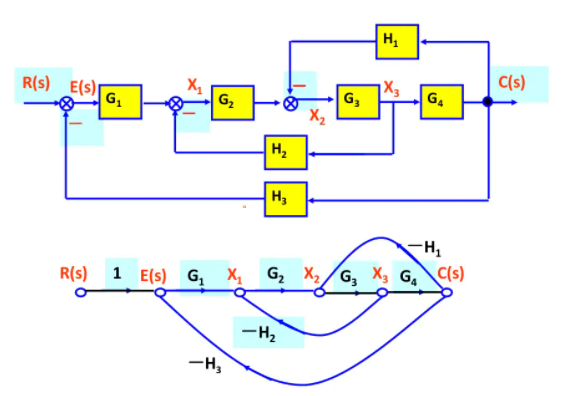 H₁
R(s) E(s) G₁ X₁ G₂ X₂ G₃ X₃ G₄ C(s)
— — —
H₂
H₃
—H₁
R(s) 1 E(s) G₁ X₁ G₂ X₂ G₃ X₃ G₄ C(s)
—H₂
—H₃